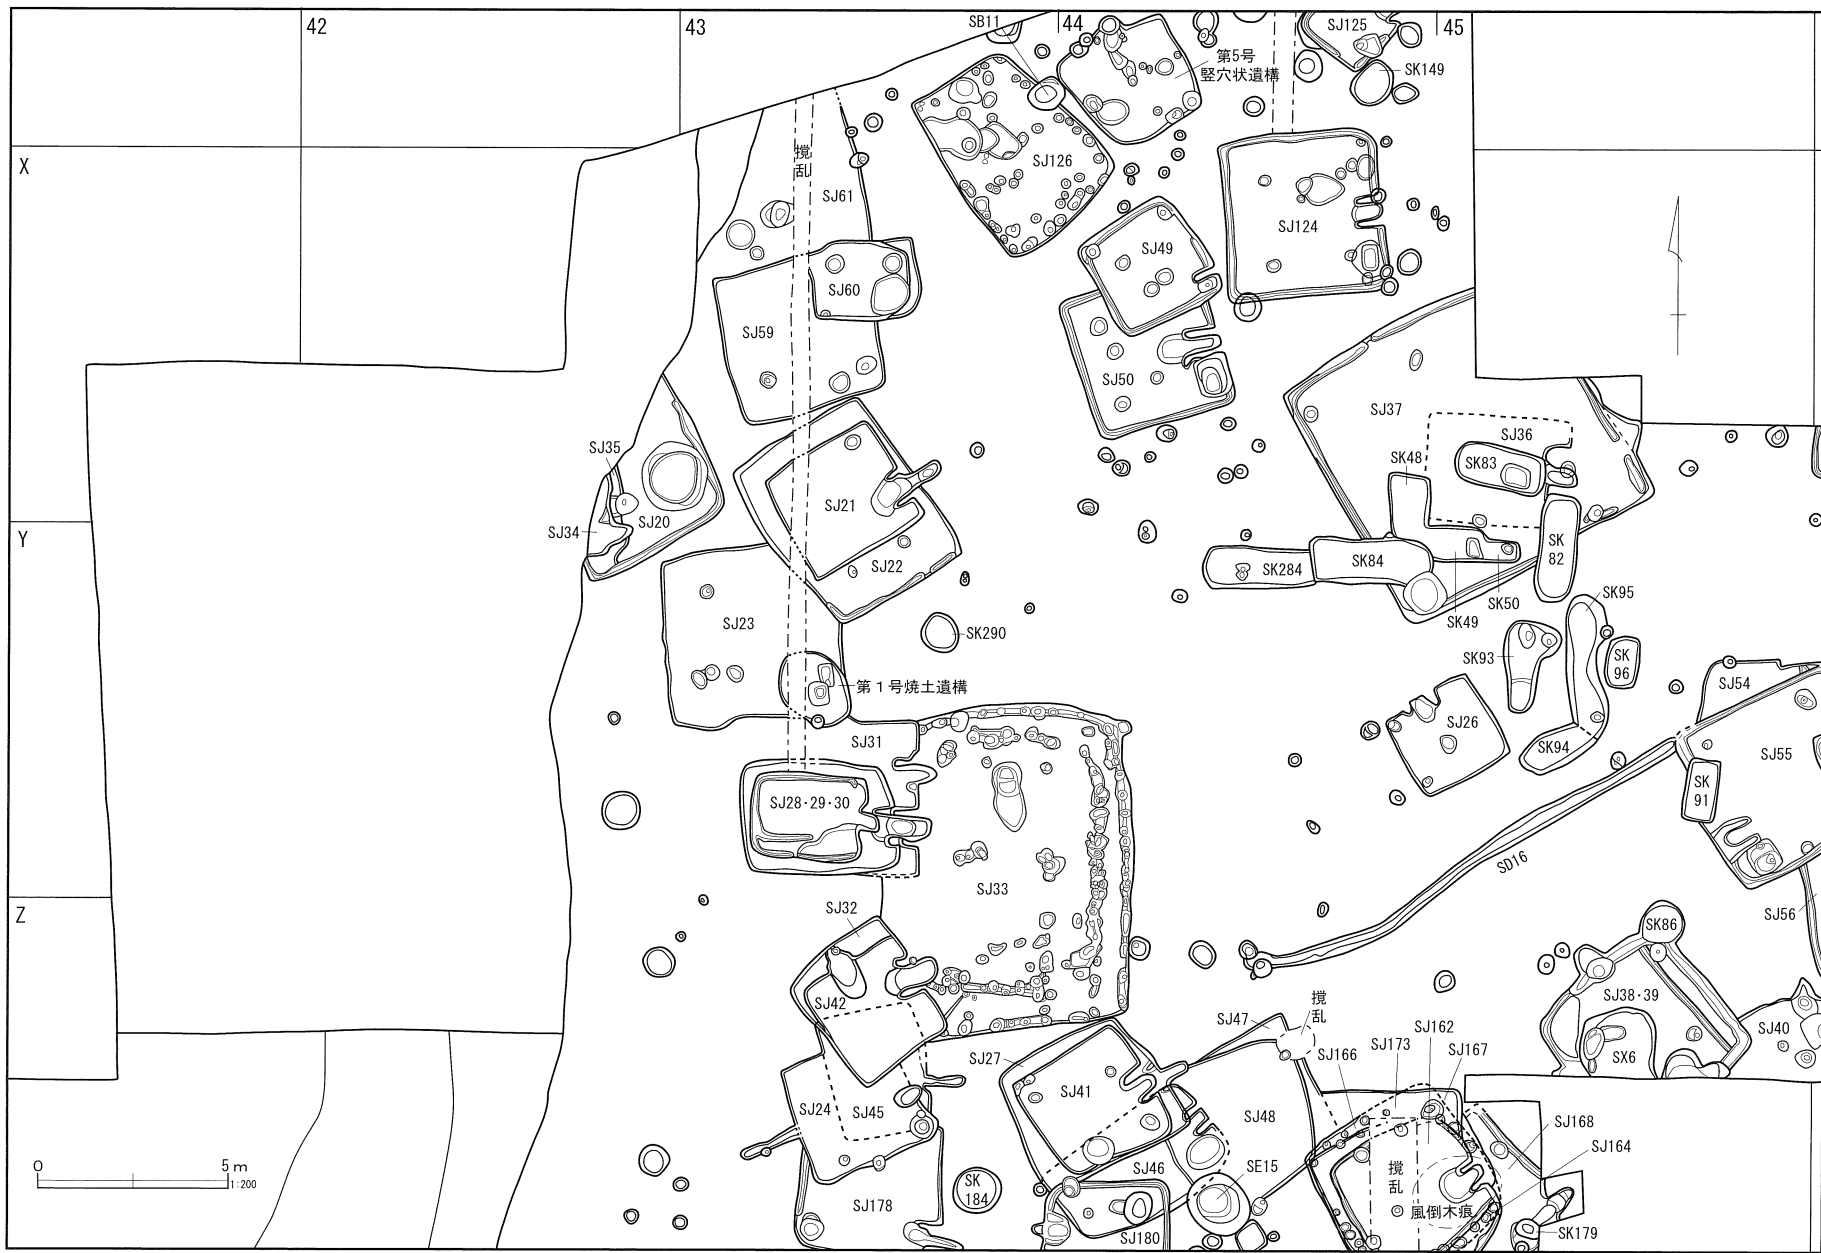 42
43
44
45
X
Y
Z
SB11
SJ125
SK149
第5号
竪穴状遺構
撹
乱
SJ61
SJ126
SJ124
SJ49
SJ60
SJ59
SJ50
SJ37
SJ36
SK48
SK83
SJ35
SJ20
SJ34
SJ21
SJ22
SK284
SK84
SK
82
SK50
SK49
SK95
SJ23
SK290
SK93
SK
96
第1号焼土遺構
SJ54
SJ26
SJ31
SK94
SJ55
SK
91
SJ28・29・30
SD16
SJ33
SJ32
SJ56
SK86
SJ42
SJ38・39
SJ40
SX6
SJ47
撹
乱
SJ162
SJ166
SJ173
SJ167
SJ27
SJ41
SJ24
SJ45
SJ48
SJ168
SJ164
SJ46
SE15
撹
乱
風倒木痕
SK
184
SJ178
SJ180
SK179
0
5m
1:200